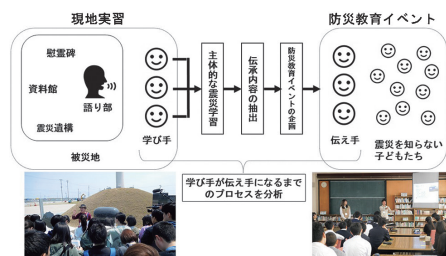 現地実習
防災教育イベント
慰霊碑
資料館
語り部
震災遺構
被災地
学び手
主体的な震災学習
伝承内容の抽出
防災教育イベントの企画
伝え手
震災を知らない
子どもたち
学び手が伝え手になるまで
のプロセスを分析